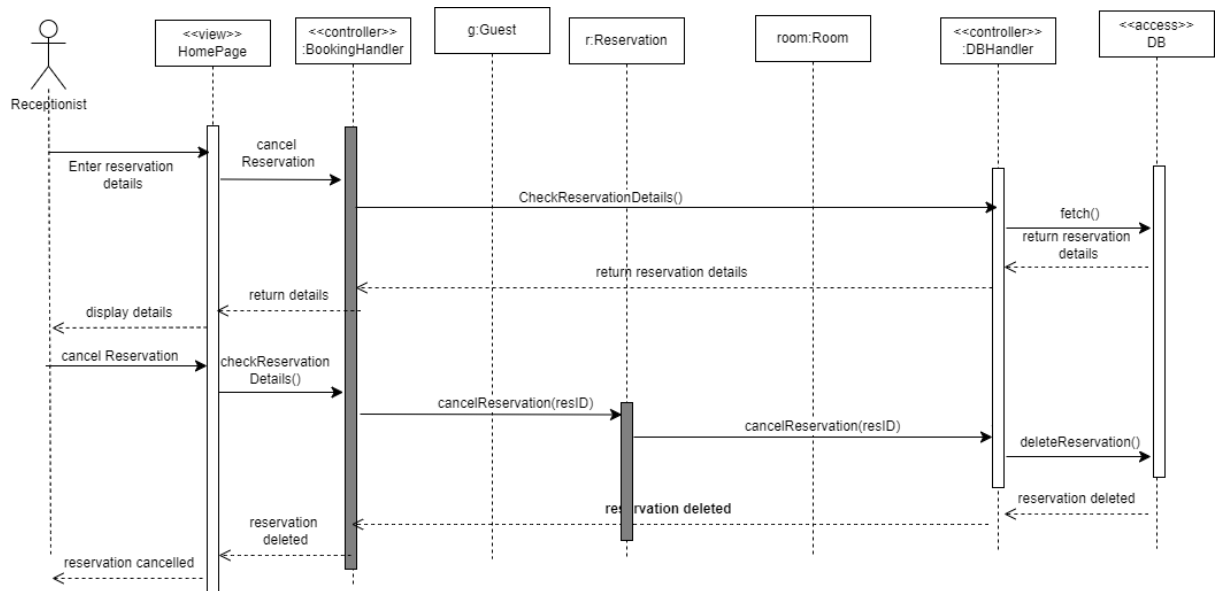 <<view>>
HomePage
<<controller>>
:BookingHandler
g:Guest
r:Reservation
room:Room
<<controller>>
:DBHandler
<<access>>
DB
Receptionist
Enter reservation
details
cancel
Reservation
CheckReservationDetails()
fetch()
return reservation
details
return reservation details
return details
display details
cancel Reservation
checkReservation
Details()
cancelReservation(resID)
cancelReservation(resID)
deleteReservation()
reservation deleted
reservation deleted
reservation
deleted
reservation cancelled